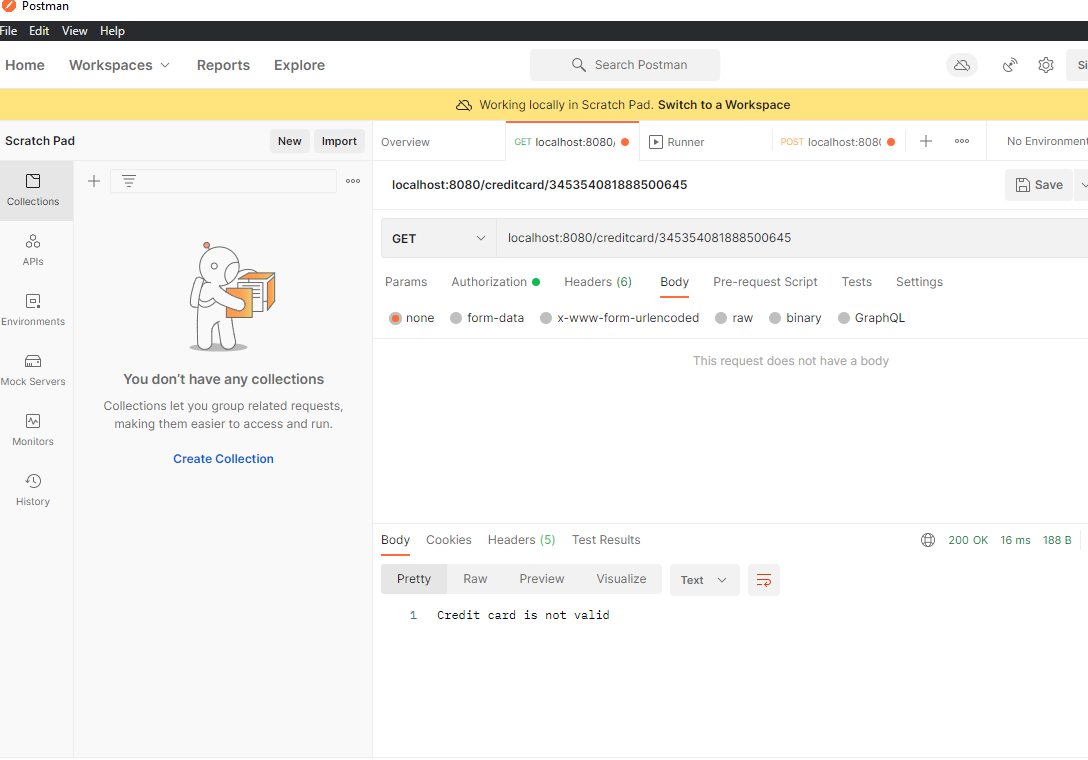 Postman
File Edit View Help
Home Workspaces Reports Explore Search Postman
Working locally in Scratch Pad. Switch to a Workspace
Scratch Pad New Import Overview GET localhost:8080/ Runner POST localhost:808 No Environment
localhost:8080/creditcard/345354081888500645 Save
Collections
APIs
Environments
Mock Servers
Monitors
History
You don't have any collections
Collections let you group related requests,
making them easier to access and run.
Create Collection
GET localhost:8080/creditcard/345354081888500645
Params Authorization Headers (6) Body Pre-request Script Tests Settings
none form-data x-www-form-urlencoded raw binary GraphQL
This request does not have a body
Body Cookies Headers (5) Test Results 200 OK 16 ms 188 B
Pretty Raw Preview Visualize Text
1 Credit card is not valid